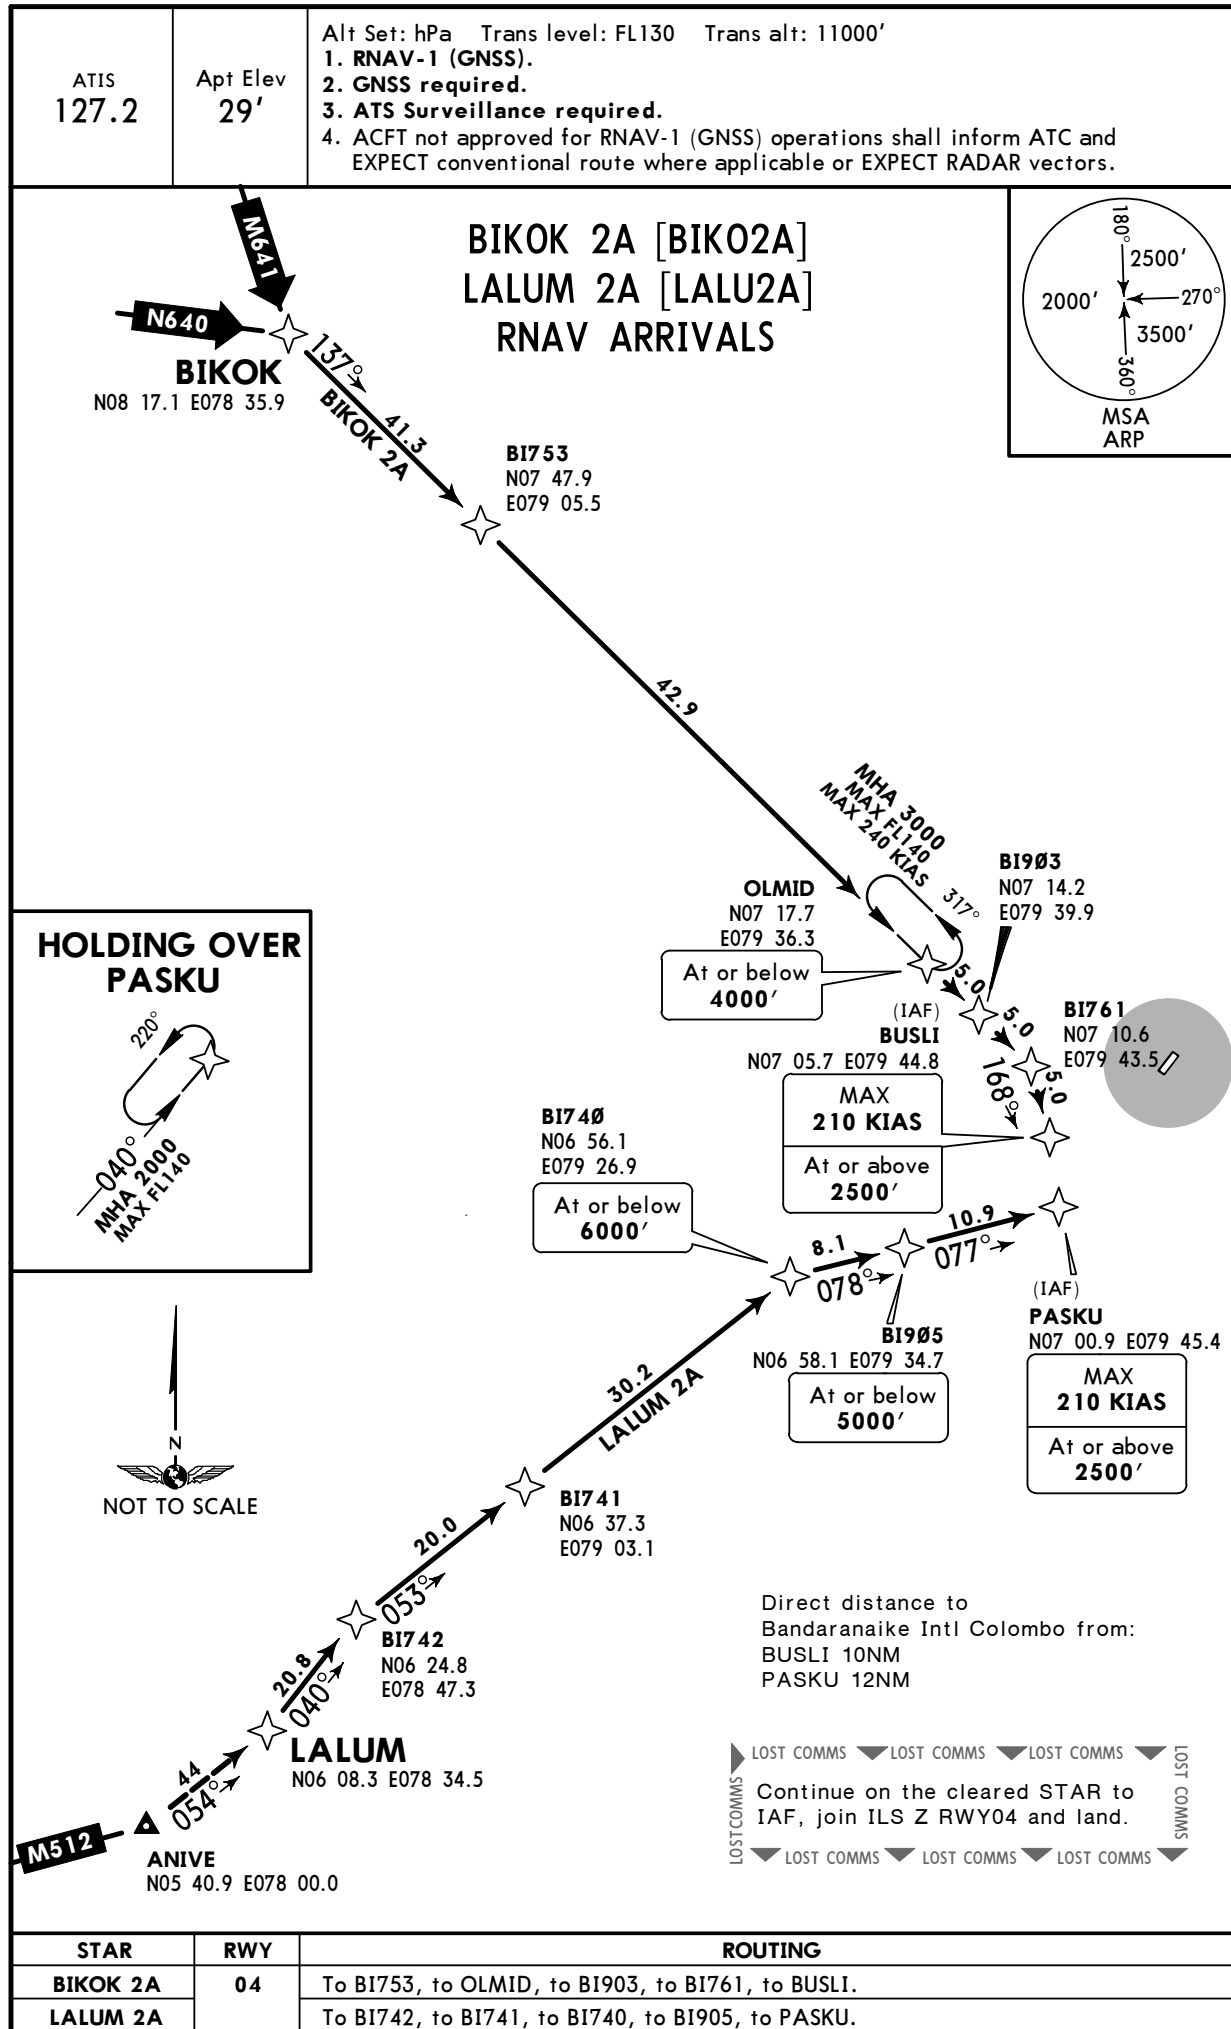 ATIS
127.2
Apt Elev
29'
Alt Set: hPa Trans level: FL130 Trans alt: 11000'
1. RNAV-1 (GNSS).
2. GNSS required.
3. ATS Surveillance required.
4. ACFT not approved for RNAV-1 (GNSS) operations shall inform ATC and
EXPECT conventional route where applicable or EXPECT RADAR vectors.
BIKOK 2A [BIKO2A]
LALUM 2A [LALU2A]
RNAV ARRIVALS
180°
2500'
2000'
270°
3500'
360°
MSA
ARP
M641
N640
BIKOK
N08 17.1 E078 35.9
137°
41.3
BIKOK 2A
BI753
N07 47.9
E079 05.5
42.9
MHA 3000
MAX FL140
MAX 240 KIAS
317°
OLMID
N07 17.7
E079 36.3
At or below
4000'
BI9Ø3
N07 14.2
E079 39.9
5.0
5.0
BI761
N07 10.6
E079 43.5
5.0
168°
(IAF)
BUSLI
N07 05.7 E079 44.8
MAX
210 KIAS
At or above
2500'
HOLDING OVER
PASKU
220°
040°
MHA 2000
MAX FL140
BI74Ø
N06 56.1
E079 26.9
At or below
6000'
8.1
078°
10.9
077°
BI9Ø5
N06 58.1 E079 34.7
At or below
5000'
(IAF)
PASKU
N07 00.9 E079 45.4
MAX
210 KIAS
At or above
2500'
30.2
LALUM 2A
N
NOT TO SCALE
BI741
N06 37.3
E079 03.1
20.0
053°
BI742
N06 24.8
E078 47.3
20.8
040°
LALUM
N06 08.3 E078 34.5
44
054°
M512
ANIVE
N05 40.9 E078 00.0
Direct distance to
Bandaranaike Intl Colombo from:
BUSLI 10NM
PASKU 12NM
LOST COMMS LOST COMMS LOST COMMS
LOST COMMS
LOSTCOMMS
Continue on the cleared STAR to
IAF, join ILS Z RWY04 and land.
LOST COMMS LOST COMMS LOST COMMS
STAR RWY ROUTING
BIKOK 2A 04 To BI753, to OLMID, to BI903, to BI761, to BUSLI.
LALUM 2A To BI742, to BI741, to BI740, to BI905, to PASKU.